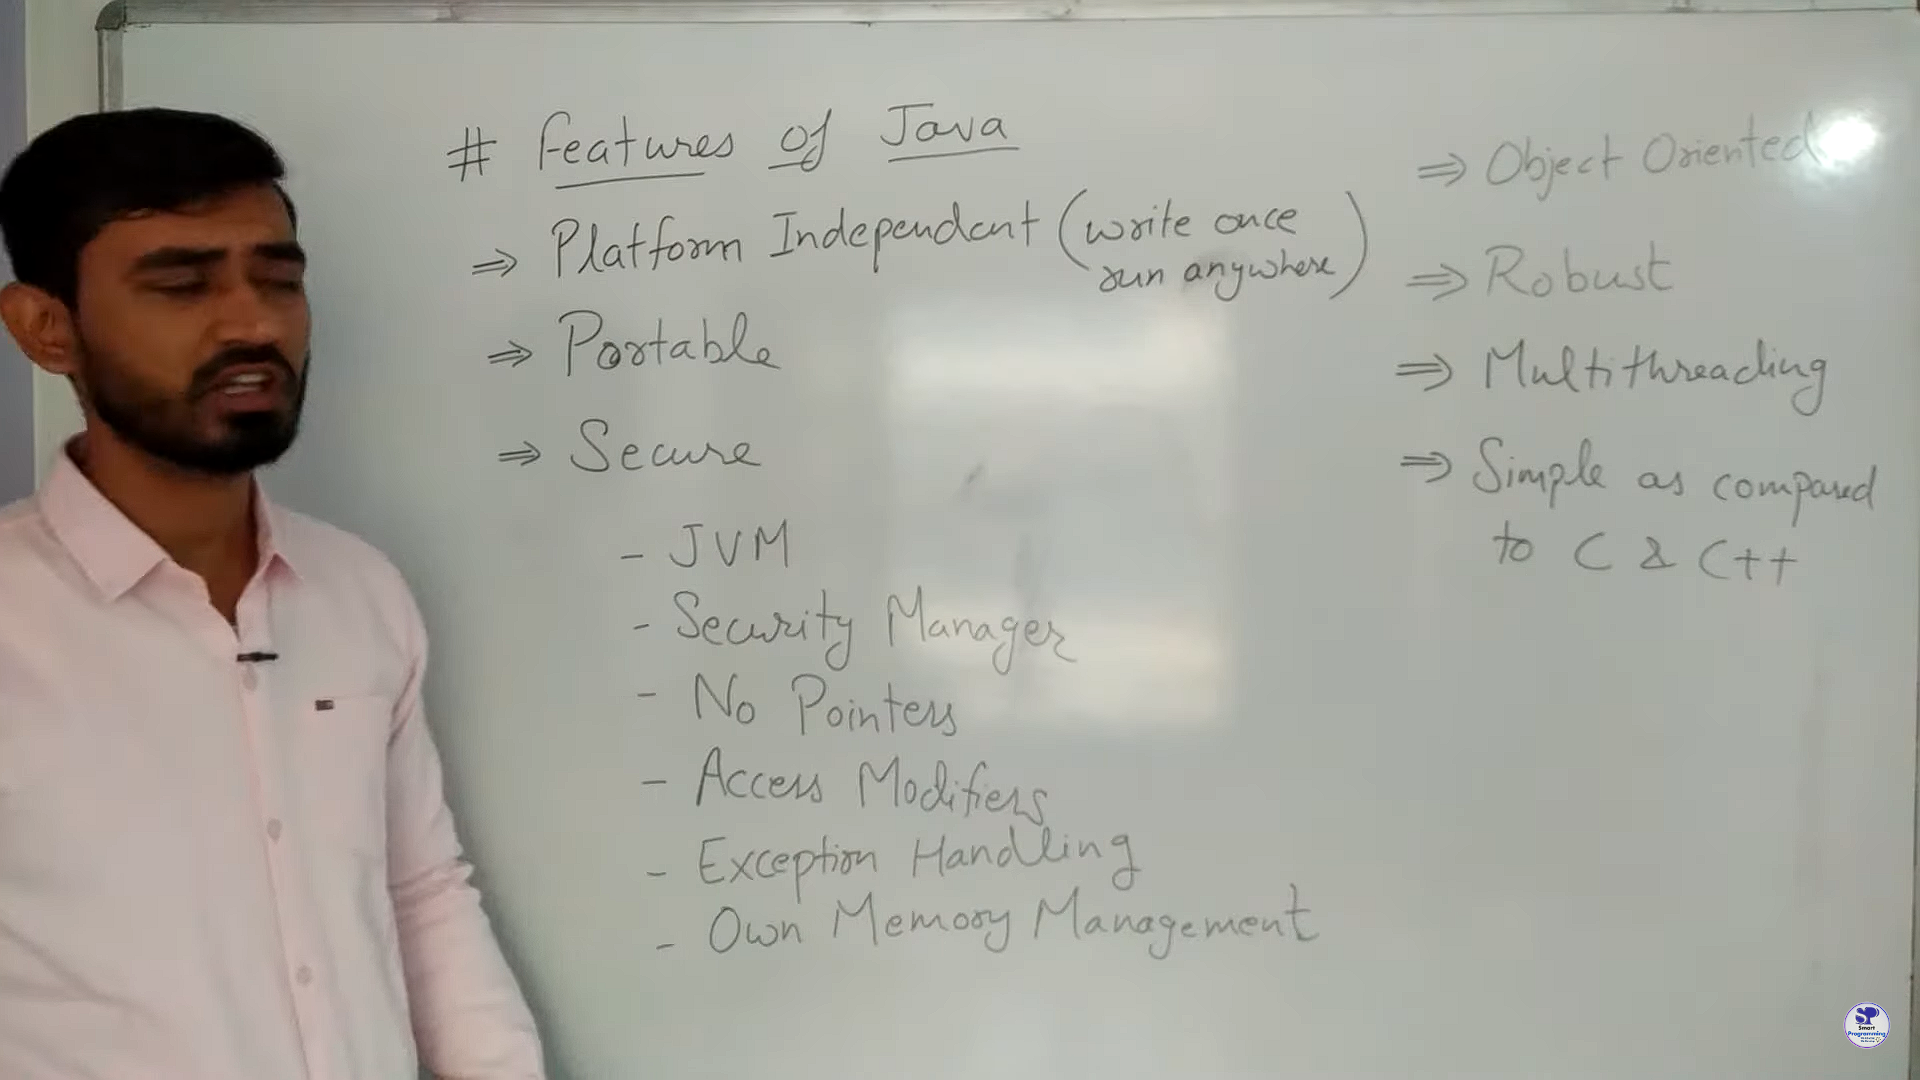 # Features of Java
⇒ Platform Independent (write once
run anywhere)
⇒ Portable
⇒ Secure
- JVM
- Security Manager
- No Pointers
- Access Modifiers
- Exception Handling
- Own Memory Management
⇒ Object Oriented
⇒ Robust
⇒ Multithreading
⇒ Simple as compared
to C & C++
SP
Smart
Programming